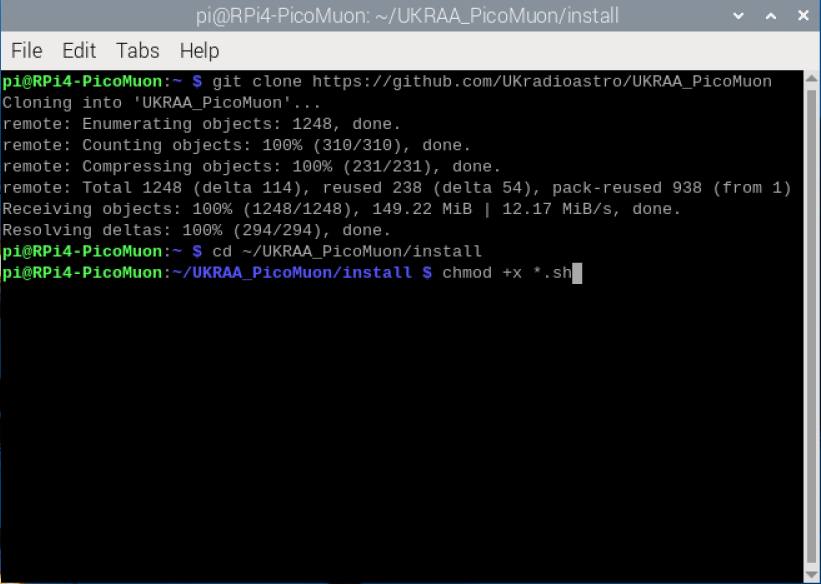 pi@RPi4-PicoMuon: ~/UKRAA_PicoMuon/install
File Edit Tabs Help
pi@RPi4-PicoMuon:~ $ git clone https://github.com/UKradioastro/UKRAA_PicoMuon
Cloning into 'UKRAA_PicoMuon'...
remote: Enumerating objects: 1248, done.
remote: Counting objects: 100% (310/310), done.
remote: Compressing objects: 100% (231/231), done.
remote: Total 1248 (delta 114), reused 238 (delta 54), pack-reused 938 (from 1)
Receiving objects: 100% (1248/1248), 149.22 MiB | 12.17 MiB/s, done.
Resolving deltas: 100% (294/294), done.
pi@RPi4-PicoMuon:~ $ cd ~/UKRAA_PicoMuon/install
pi@RPi4-PicoMuon:~/UKRAA_PicoMuon/install $ chmod +x *.sh